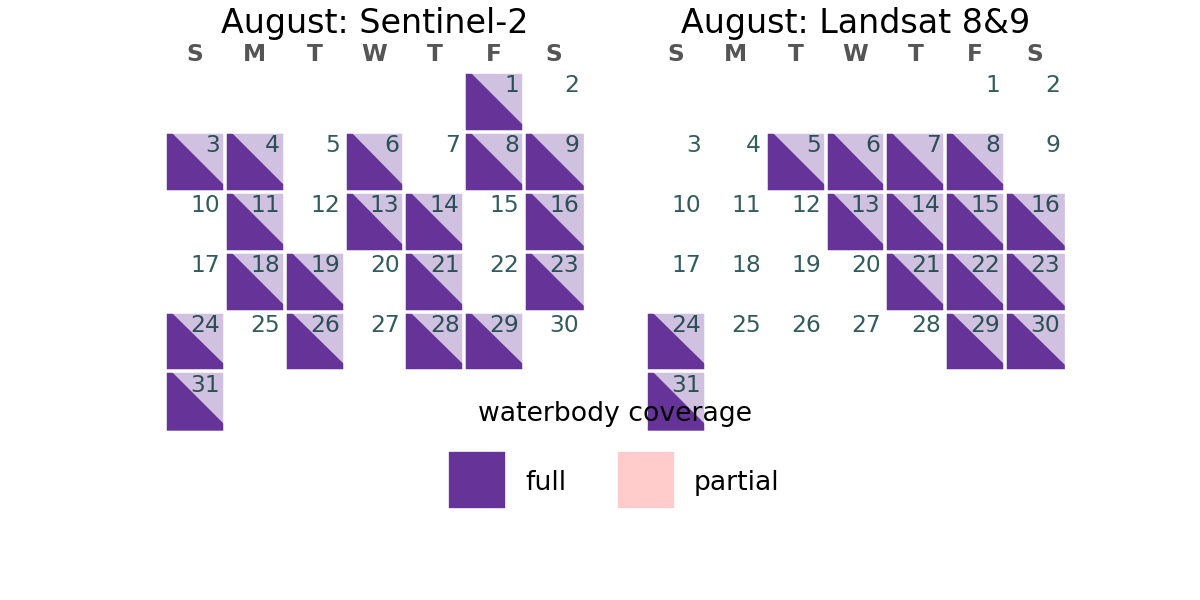 August: Sentinel-2
S M T W T F S
1 2
3 4 5 6 7 8 9
10 11 12 13 14 15 16
17 18 19 20 21 22 23
24 25 26 27 28 29 30
31
August: Landsat 8&9
S M T W T F S
1 2
3 4 5 6 7 8 9
10 11 12 13 14 15 16
17 18 19 20 21 22 23
24 25 26 27 28 29 30
31
waterbody coverage
full
partial